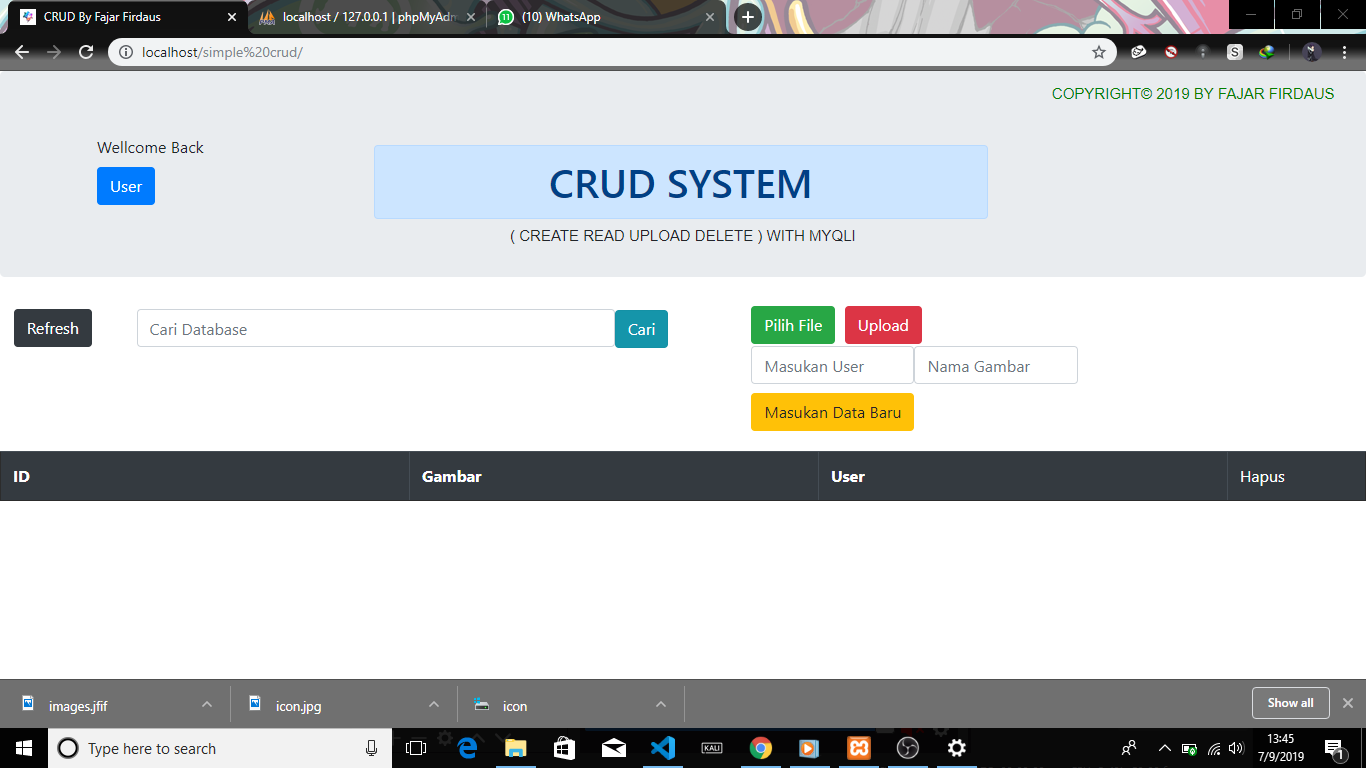 CRUD By Fajar Firdaus
localhost / 127.0.0.1 | phpMyAdm
(10) WhatsApp
localhost/simple%20crud/
COPYRIGHT© 2019 BY FAJAR FIRDAUS
Wellcome Back
User
CRUD SYSTEM
( CREATE READ UPLOAD DELETE ) WITH MYQLI
Refresh
Cari Database
Cari
Pilih File
Upload
Masukan User
Nama Gambar
Masukan Data Baru
ID
Gambar
User
Hapus
images.jfif
icon.jpg
icon
Show all
Type here to search
KALI
13:45
7/9/2019
1